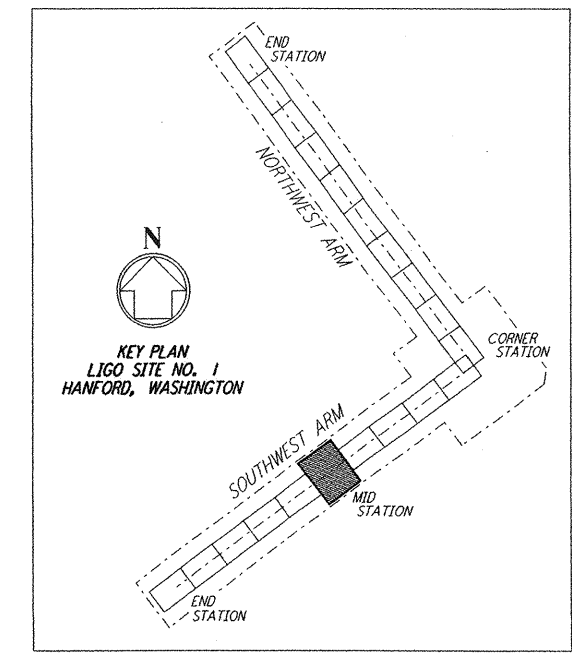 END
STATION
NORTHWEST ARM
N
KEY PLAN
LIGO SITE NO. 1
HANFORD, WASHINGTON
CORNER
STATION
SOUTHWEST ARM
MID
STATION
END
STATION